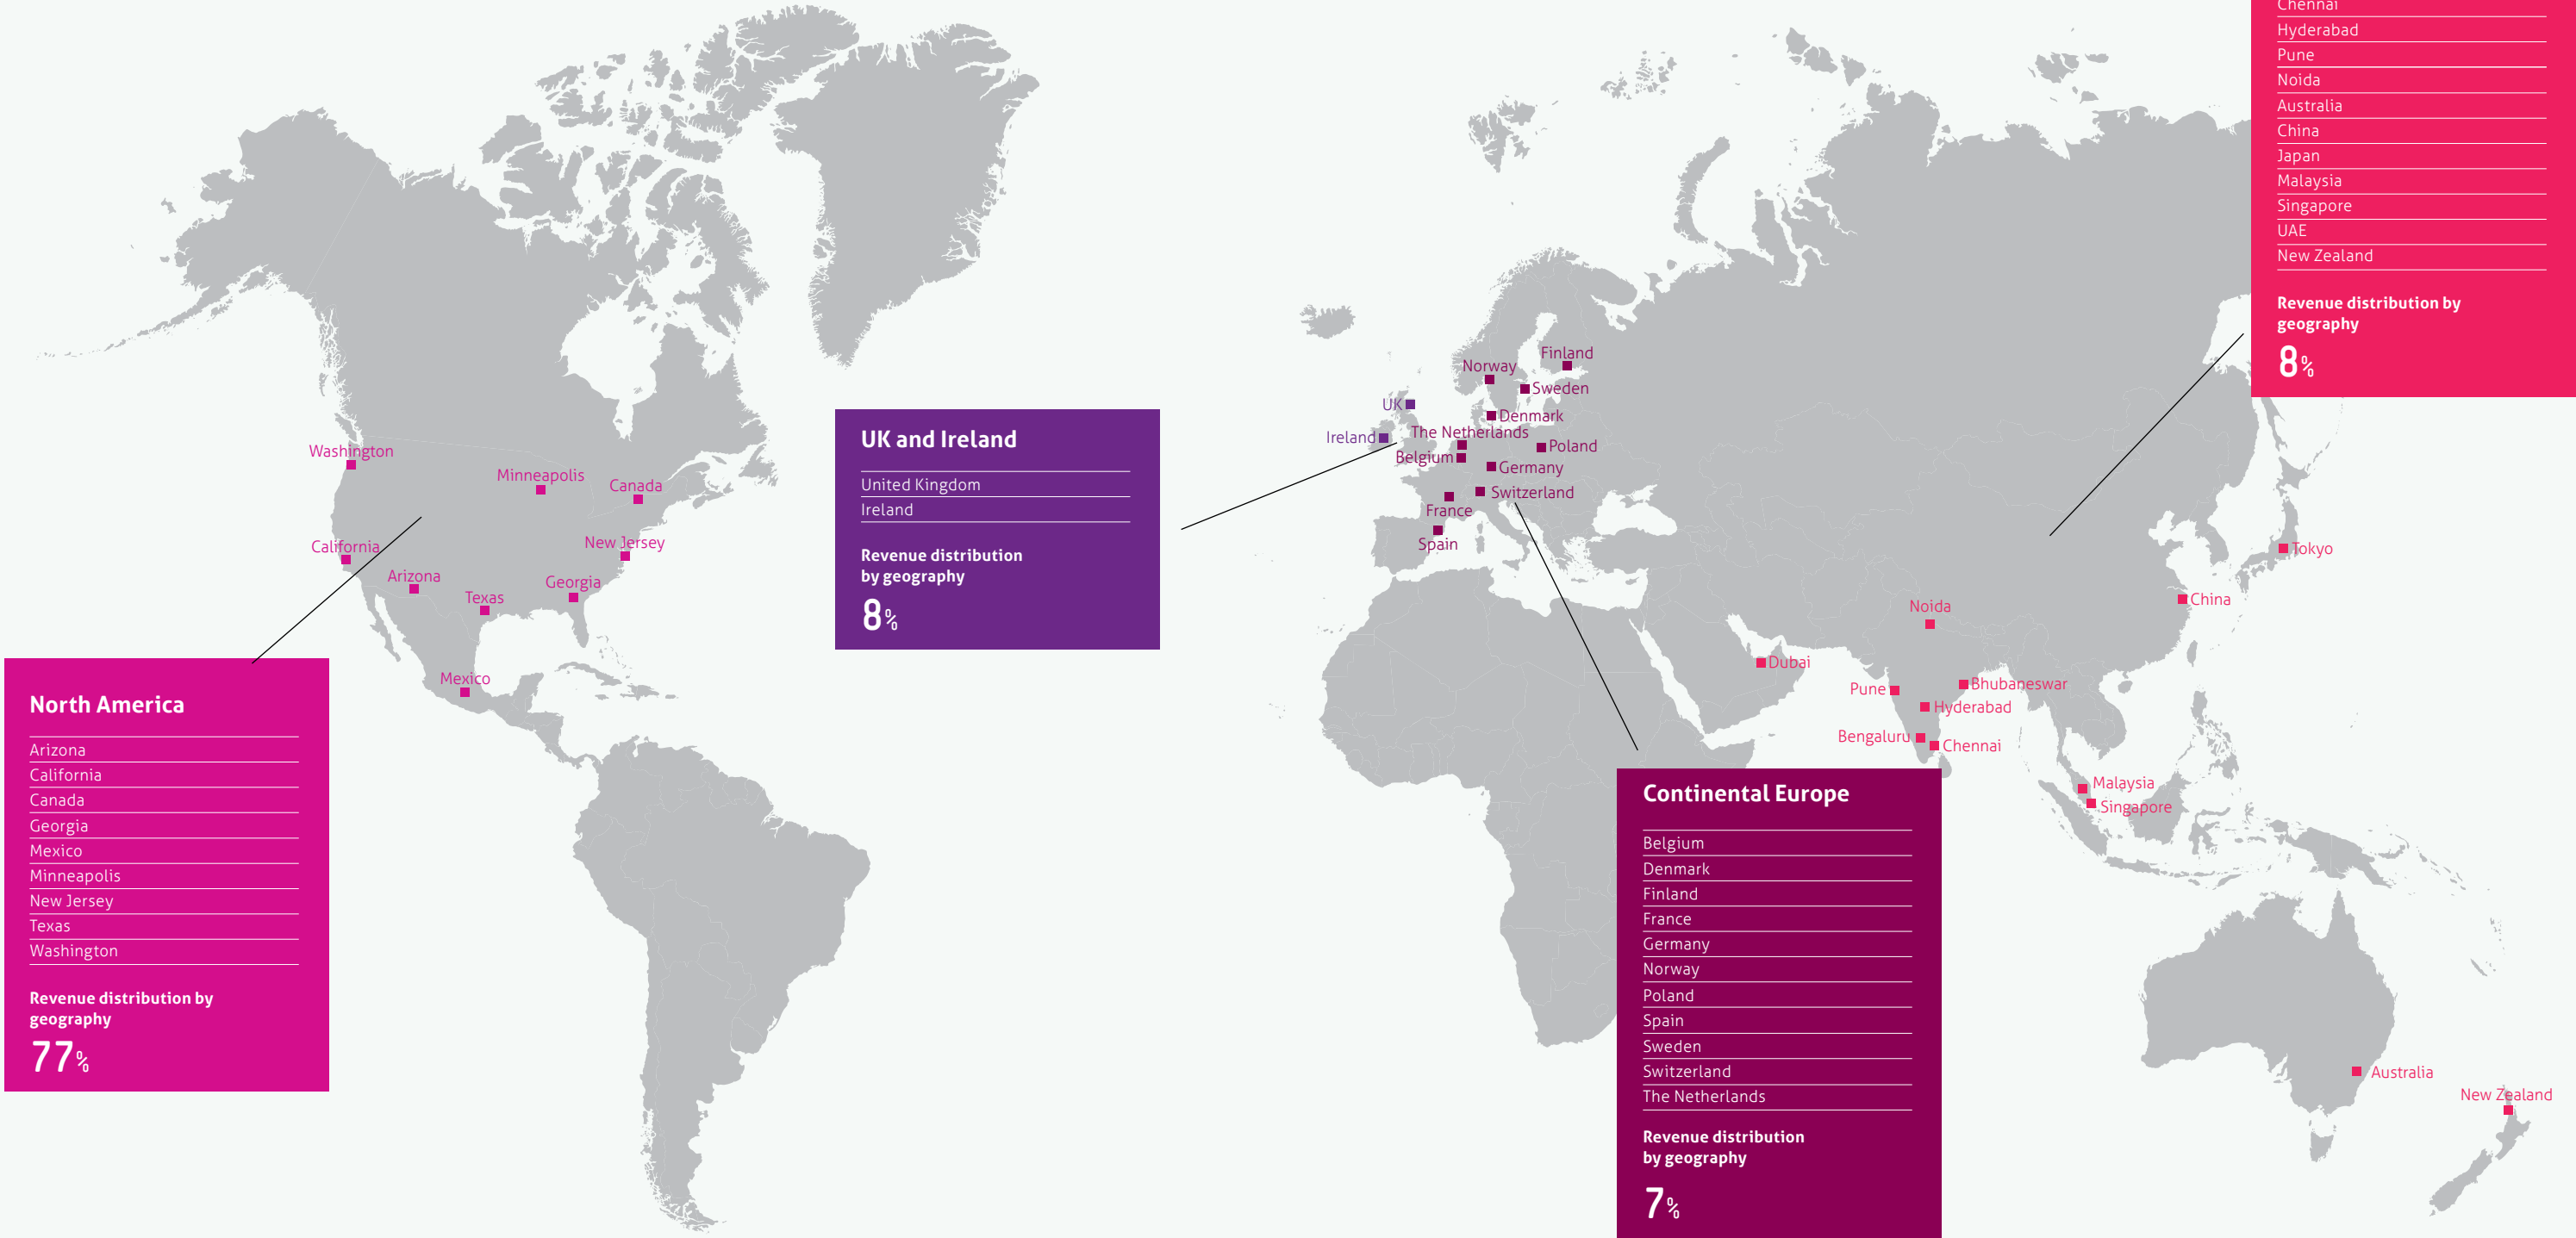 Chennai
Hyderabad
Pune
Noida
Australia
China
Japan
Malaysia
Singapore
UAE
New Zealand
Revenue distribution by
geography
8%
Norway
Finland
Sweden
UK
Denmark
Ireland
The Netherlands
Poland
Belgium
Germany
Switzerland
France
Spain
UK and Ireland
United Kingdom
Ireland
Revenue distribution
by geography
8%
Washington
Minneapolis
Canada
California
New Jersey
Arizona
Georgia
Texas
Mexico
North America
Arizona
California
Canada
Georgia
Mexico
Minneapolis
New Jersey
Texas
Washington
Revenue distribution by
geography
77%
Tokyo
China
Noida
Dubai
Pune
Bhubaneswar
Hyderabad
Bengaluru
Chennai
Malaysia
Singapore
Continental Europe
Belgium
Denmark
Finland
France
Germany
Norway
Poland
Spain
Sweden
Switzerland
The Netherlands
Revenue distribution
by geography
7%
Australia
New Zealand